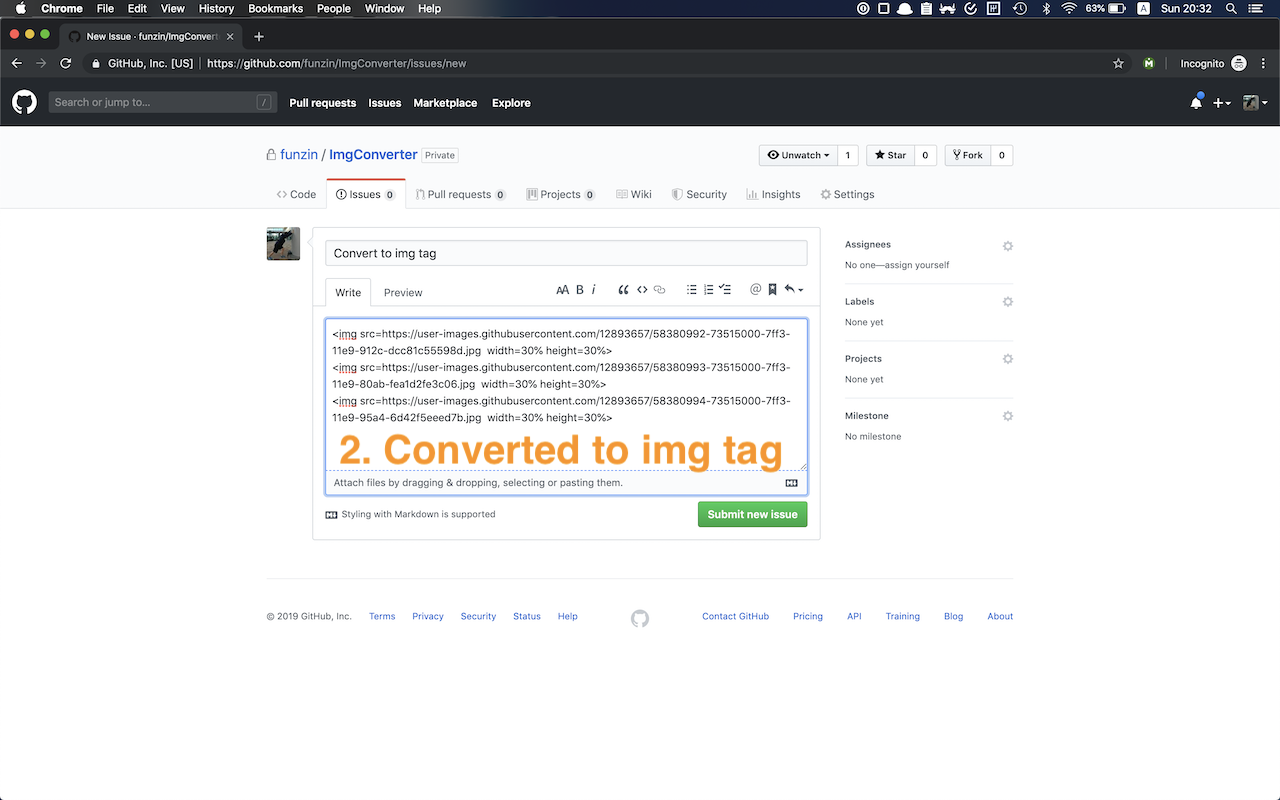 Chrome File Edit View History Bookmarks People Window Help 63% A Sun 20:32
New Issue · funzin/ImgConvert
GitHub, Inc. [US] https://github.com/funzin/ImgConverter/issues/new Incognito
Search or jump to... / Pull requests Issues Marketplace Explore
funzin / ImgConverter Private Unwatch 1 Star 0 Fork 0
Code Issues 0 Pull requests 0 Projects 0 Wiki Security Insights Settings
Convert to img tag
Write Preview AA B i
<img src=https://user-images.githubusercontent.com/12893657/58380992-73515000-7ff3-
11e9-912c-dcc81c55598d.jpg  width=30% height=30%>
<img src=https://user-images.githubusercontent.com/12893657/58380993-73515000-7ff3-
11e9-80ab-fea1d2fe3c06.jpg  width=30% height=30%>
<img src=https://user-images.githubusercontent.com/12893657/58380994-73515000-7ff3-
11e9-95a4-6d42f5eeed7b.jpg  width=30% height=30%>
2. Converted to img tag
Attach files by dragging & dropping, selecting or pasting them.
Styling with Markdown is supported
Submit new issue
Assignees
No one—assign yourself
Labels
None yet
Projects
None yet
Milestone
No milestone
© 2019 GitHub, Inc. Terms Privacy Security Status Help Contact GitHub Pricing API Training Blog About